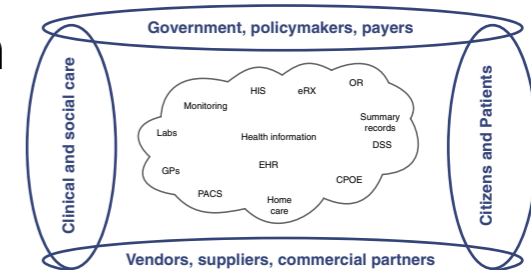 Government, policymakers, payers
Clinical and social care
HIS eRX OR
Monitoring
Summary
records
Labs
Health information
DSS
GPs
EHR
CPOE
PACS
Home
care
Citizens and Patients
Vendors, suppliers, commercial partners